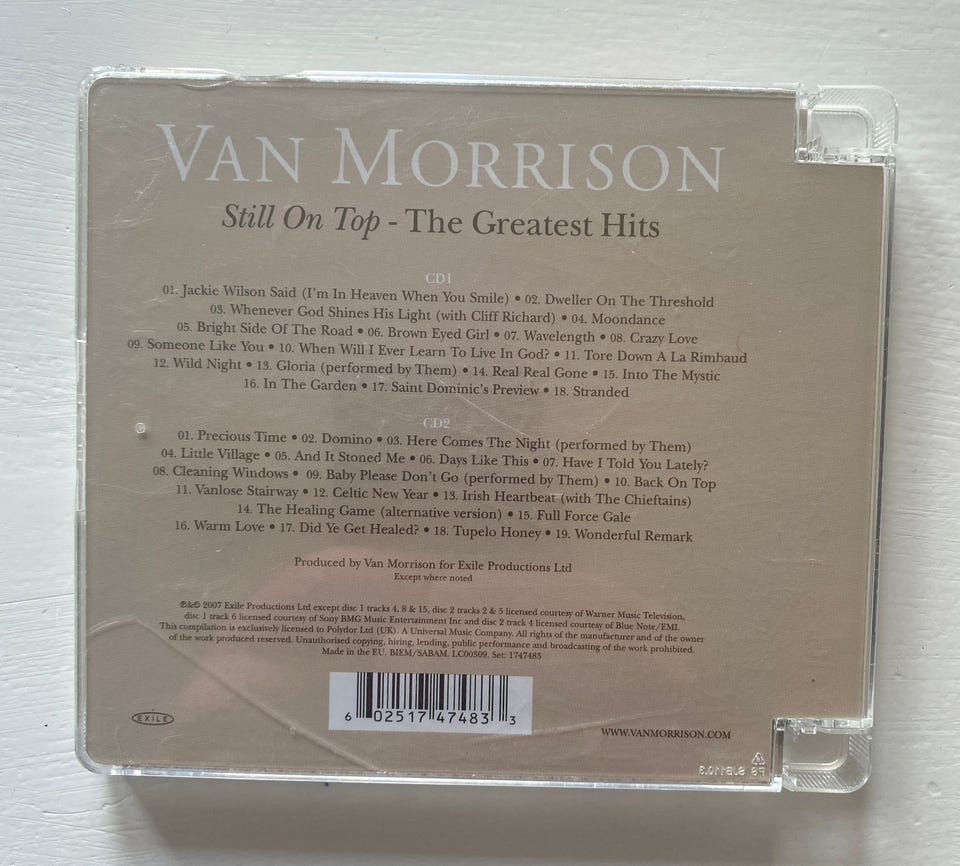 VAN MORRISON
Still On Top - The Greatest Hits
CD1
01. Jackie Wilson Said (I'm In Heaven When You Smile) • 02. Dweller On The Threshold
03. Whenever God Shines His Light (with Cliff Richard) • 04. Moondance
05. Bright Side Of The Road • 06. Brown Eyed Girl • 07. Wavelength • 08. Crazy Love
09. Someone Like You • 10. When Will I Ever Learn To Live In God? • 11. Tore Down A La Rimbaud
12. Wild Night • 13. Gloria (performed by Them) • 14. Real Real Gone • 15. Into The Mystic
16. In The Garden • 17. Saint Dominic's Preview • 18. Stranded
CD2
01. Precious Time • 02. Domino • 03. Here Comes The Night (performed by Them)
04. Little Village • 05. And It Stoned Me • 06. Days Like This • 07. Have I Told You Lately?
08. Cleaning Windows • 09. Baby Please Don't Go (performed by Them) • 10. Back On Top
11. Vanlose Stairway • 12. Celtic New Year • 13. Irish Heartbeat (with The Chieftains)
14. The Healing Game (alternative version) • 15. Full Force Gale
16. Warm Love • 17. Did Ye Get Healed? • 18. Tupelo Honey • 19. Wonderful Remark
Produced by Van Morrison for Exile Productions Ltd
Except where noted
℗&© 2007 Exile Productions Ltd except disc 1 tracks 4, 8 & 15, disc 2 tracks 2 & 5 licensed courtesy of Warner Music Television,
disc 1 track 6 licensed courtesy of Sony BMG Music Entertainment Inc and disc 2 track 4 licensed courtesy of Blue Note/EMI.
This compilation is exclusively licensed to Polydor Ltd (UK). A Universal Music Company. All rights of the manufacturer and of the owner
of the work produced reserved. Unauthorised copying, hiring, lending, public performance and broadcasting of the work prohibited.
Made in the EU. BIEM/SABAM. LC00309. Set: 1747483
6 02517 47483 3
EXILE
WWW.VANMORRISON.COM